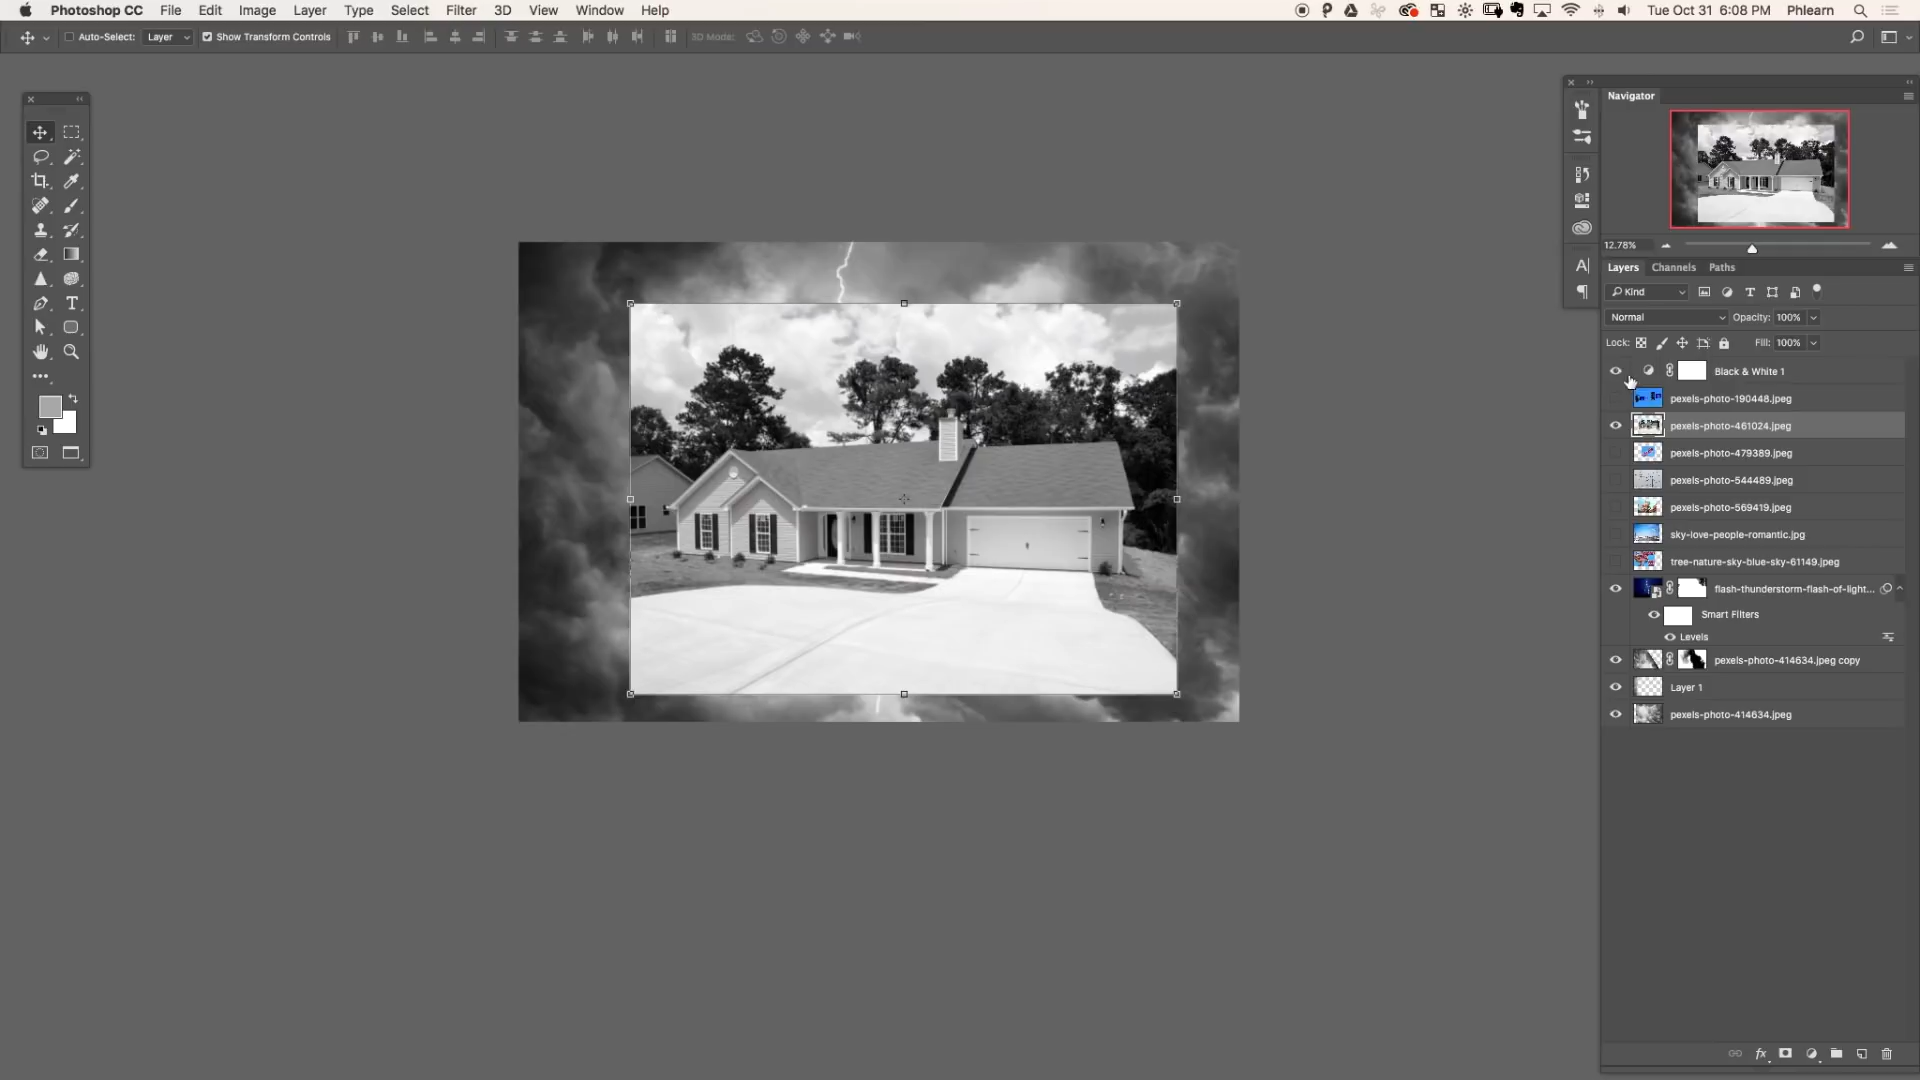 Photoshop CC File Edit Image Layer Type Select Filter 3D View Window Help Tue Oct 31 6:08 PM Phlearn
Auto-Select: Layer Show Transform Controls 3D Mode:
Navigator
12.78%
Layers Channels Paths
Kind
Normal Opacity: 100%
Lock: Fill: 100%
Black & White 1
pexels-photo-190448.jpeg
pexels-photo-461024.jpeg
pexels-photo-479389.jpeg
pexels-photo-544489.jpeg
pexels-photo-569419.jpeg
sky-love-people-romantic.jpg
tree-nature-sky-blue-sky-61149.jpeg
flash-thunderstorm-flash-of-light...
Smart Filters
Levels
pexels-photo-414634.jpeg copy
Layer 1
pexels-photo-414634.jpeg